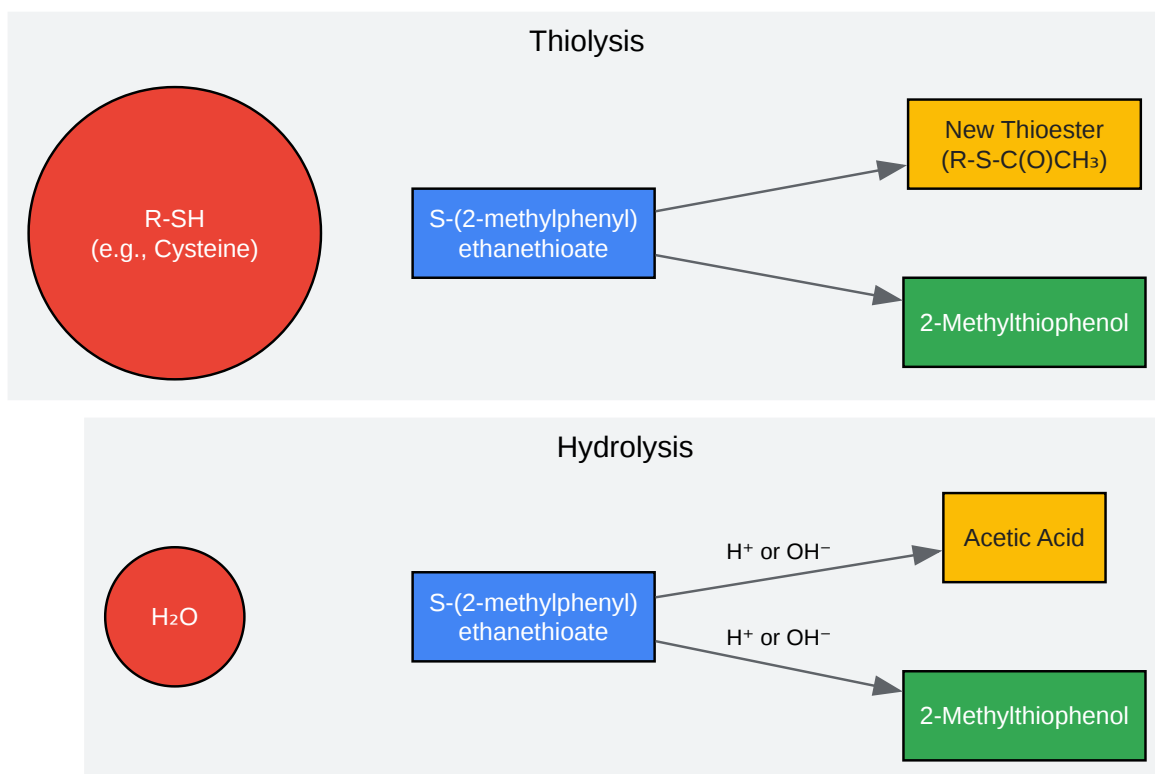 Thiolysis
R-SH
(e.g., Cysteine)
S-(2-methylphenyl)
ethanethioate
New Thioester
(R-S-C(O)CH₃)
2-Methylthiophenol
Hydrolysis
H₂O
S-(2-methylphenyl)
ethanethioate
H⁺ or OH⁻
H⁺ or OH⁻
Acetic Acid
2-Methylthiophenol